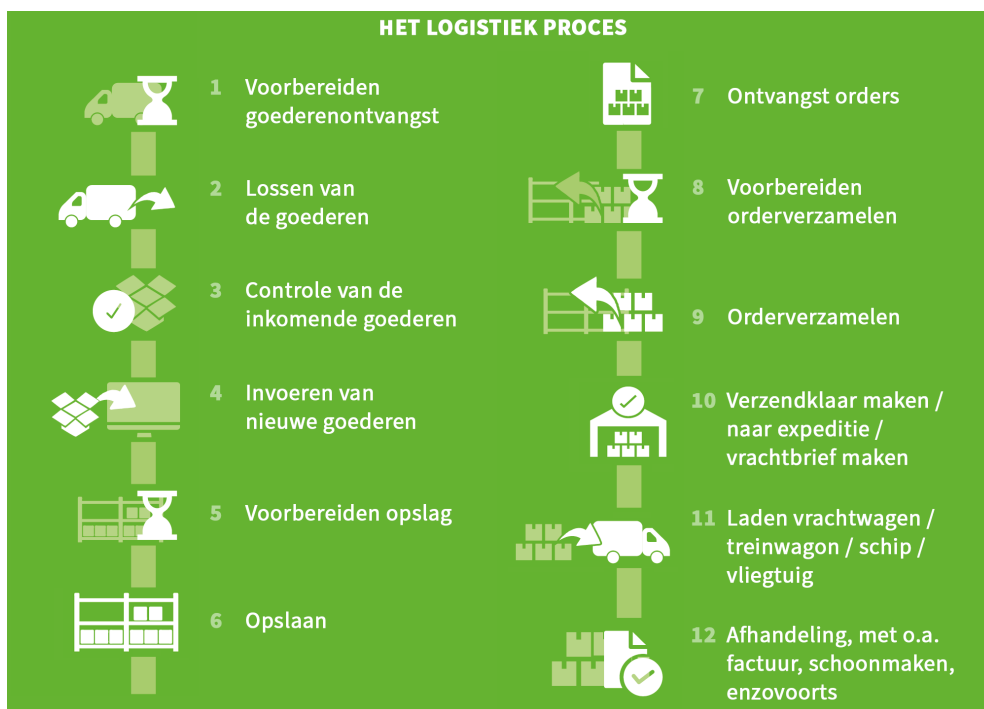 HET LOGISTIEK PROCES
1 Voorbereiden
goederenontvangst
2 Lossen van
de goederen
3 Controle van de
inkomende goederen
4 Invoeren van
nieuwe goederen
5 Voorbereiden opslag
6 Opslaan
7 Ontvangst orders
8 Voorbereiden
orderverzamelen
9 Orderverzamelen
10 Verzendklaar maken /
naar expeditie /
vrachtbrief maken
11 Laden vrachtwagen /
treinwagon / schip /
vliegtuig
12 Afhandeling, met o.a.
factuur, schoonmaken,
enzovoorts